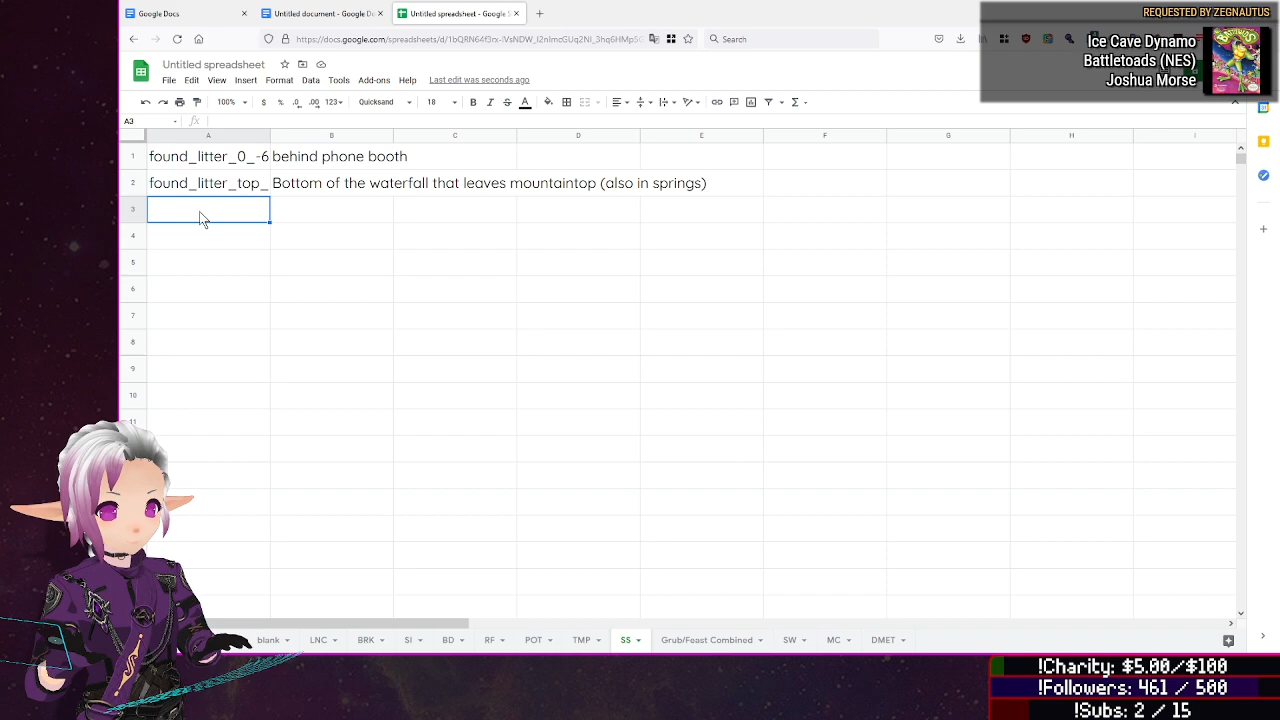 Google Docs
Untitled document - Google Do
Untitled spreadsheet - Google S
REQUESTED BY ZEGNAUTUS
Ice Cave Dynamo
Battletoads (NES)
Joshua Morse
Search
Untitled spreadsheet
File Edit View Insert Format Data Tools Add-ons Help Last edit was seconds ago
100% $ % .0 .00 123 Quicksand 18
A3
A B C D E F G H I
1 found_litter_0_-6 behind phone booth
2 found_litter_top_ Bottom of the waterfall that leaves mountaintop (also in springs)
3
4
5
6
7
8
9
10
11
blank LNC BRK SI BD RF POT TMP SS Grub/Feast Combined SW MC DMET
!Charity: $5.00/$100
!Followers: 461 / 500
!Subs: 2 / 15